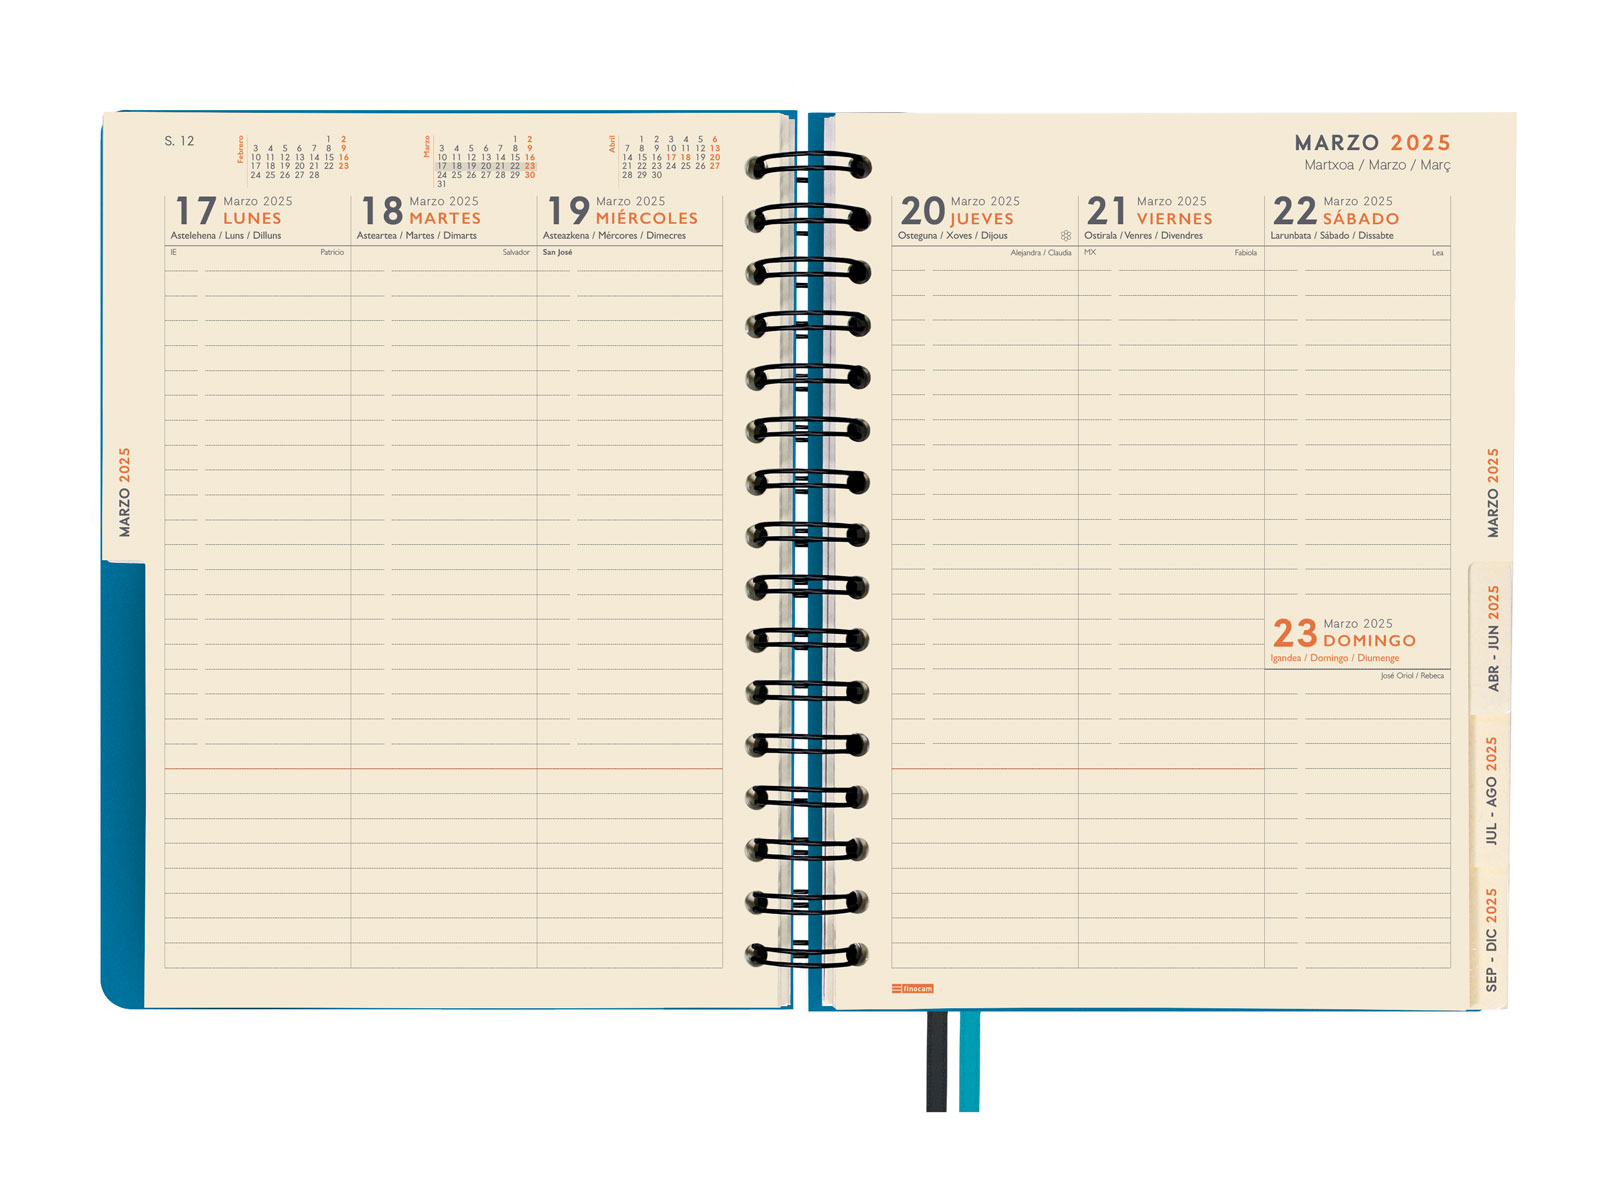 S. 12
Febrero
1 2
3 4 5 6 7 8 9
10 11 12 13 14 15 16
17 18 19 20 21 22 23
24 25 26 27 28
Marzo
1 2
3 4 5 6 7 8 9
10 11 12 13 14 15 16
17 18 19 20 21 22 23
24 25 26 27 28 29 30
31
Abril
1 2 3 4 5 6
7 8 9 10 11 12 13
14 15 16 17 18 19 20
21 22 23 24 25 26 27
28 29 30
17 Marzo 2025
LUNES
Astelehena / Luns / Dilluns
IE Patricio
18 Marzo 2025
MARTES
Asteartea / Martes / Dimarts
Salvador
19 Marzo 2025
MIÉRCOLES
Asteazkena / Mércores / Dimecres
San José
MARZO 2025
MARZO 2025
Martxoa / Marzo / Març
20 Marzo 2025
JUEVES
Osteguna / Xoves / Dijous
Alejandra / Claudia
21 Marzo 2025
VIERNES
Ostirala / Venres / Divendres
MX Fabiola
22 Marzo 2025
SÁBADO
Larunbata / Sábado / Dissabte
Lea
23 Marzo 2025
DOMINGO
Igandea / Domingo / Diumenge
José Oriol / Rebeca
MARZO 2025
ABR - JUN 2025
JUL - AGO 2025
SEP - DIC 2025
finocam